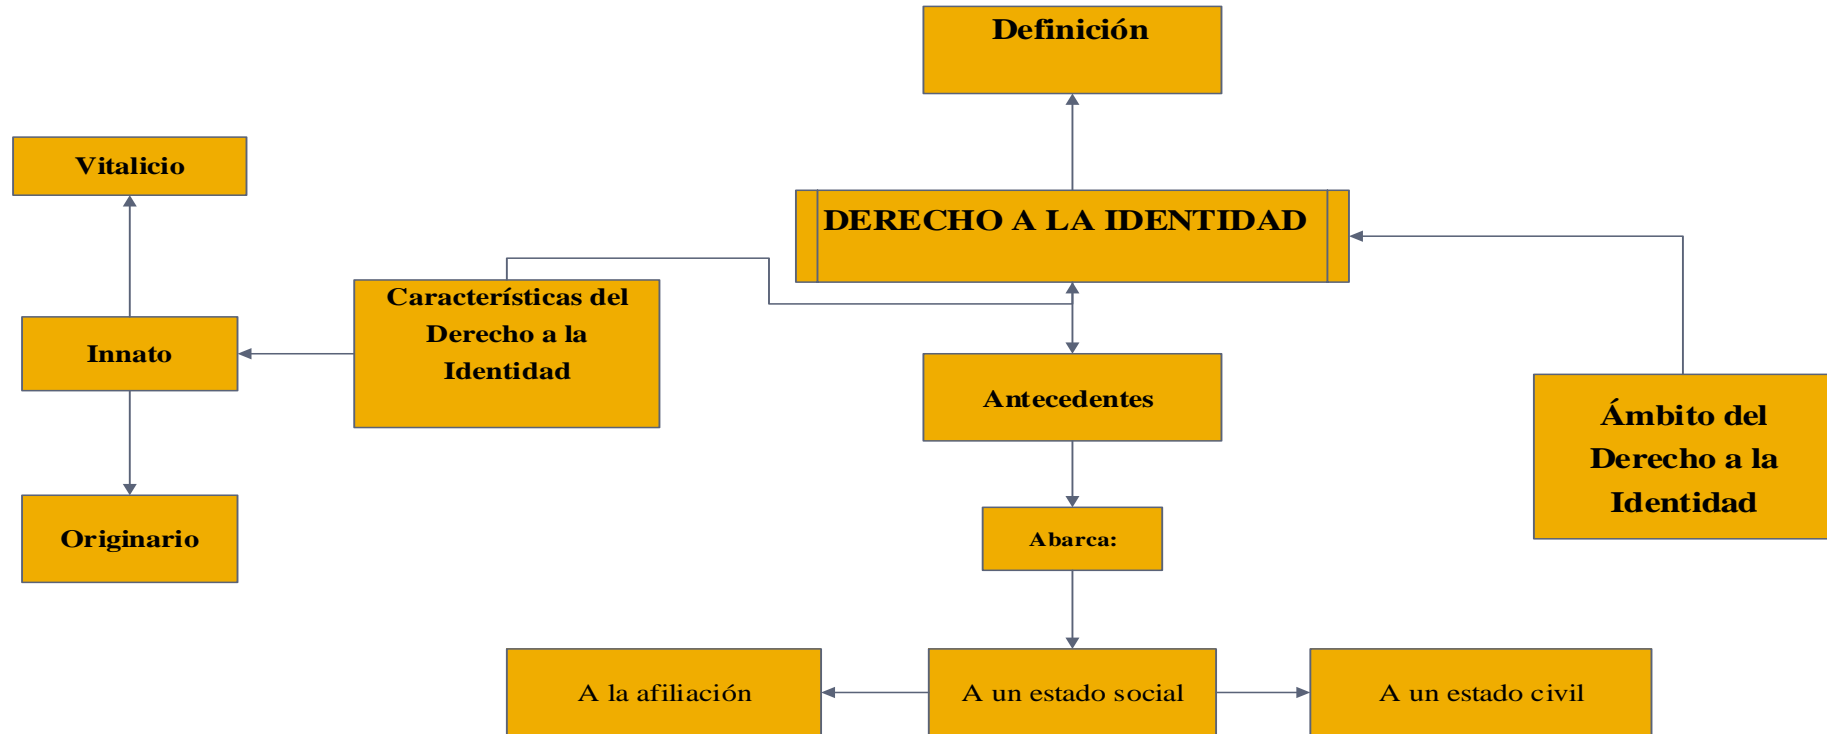 Definición
Vitalicio
DERECHO A LA IDENTIDAD
Características del
Derecho a la
Identidad
Innato
Antecedentes
Ámbito del
Derecho a la
Identidad
Originario
Abarca:
A la afiliación
A un estado social
A un estado civil